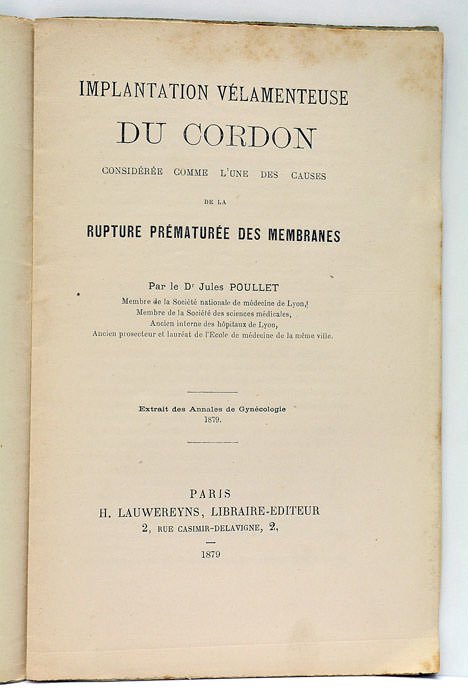 IMPLANTATION VÉLAMENTEUSE
DU CORDON
CONSIDÉRÉE COMME L'UNE DES CAUSES
DE LA
RUPTURE PRÉMATURÉE DES MEMBRANES
Par le Dr Jules POULLET
Membre de la Société nationale de médecine de Lyon,
Membre de la Société des sciences médicales,
Ancien interne des hôpitaux de Lyon,
Ancien prosecteur et lauréat de l'Ecole de médecine de la même ville.
Extrait des Annales de Gynécologie
1879.
PARIS
H. LAUWEREYNS, LIBRAIRE-EDITEUR
2, RUE CASIMIR-DELAVIGNE, 2,
1879